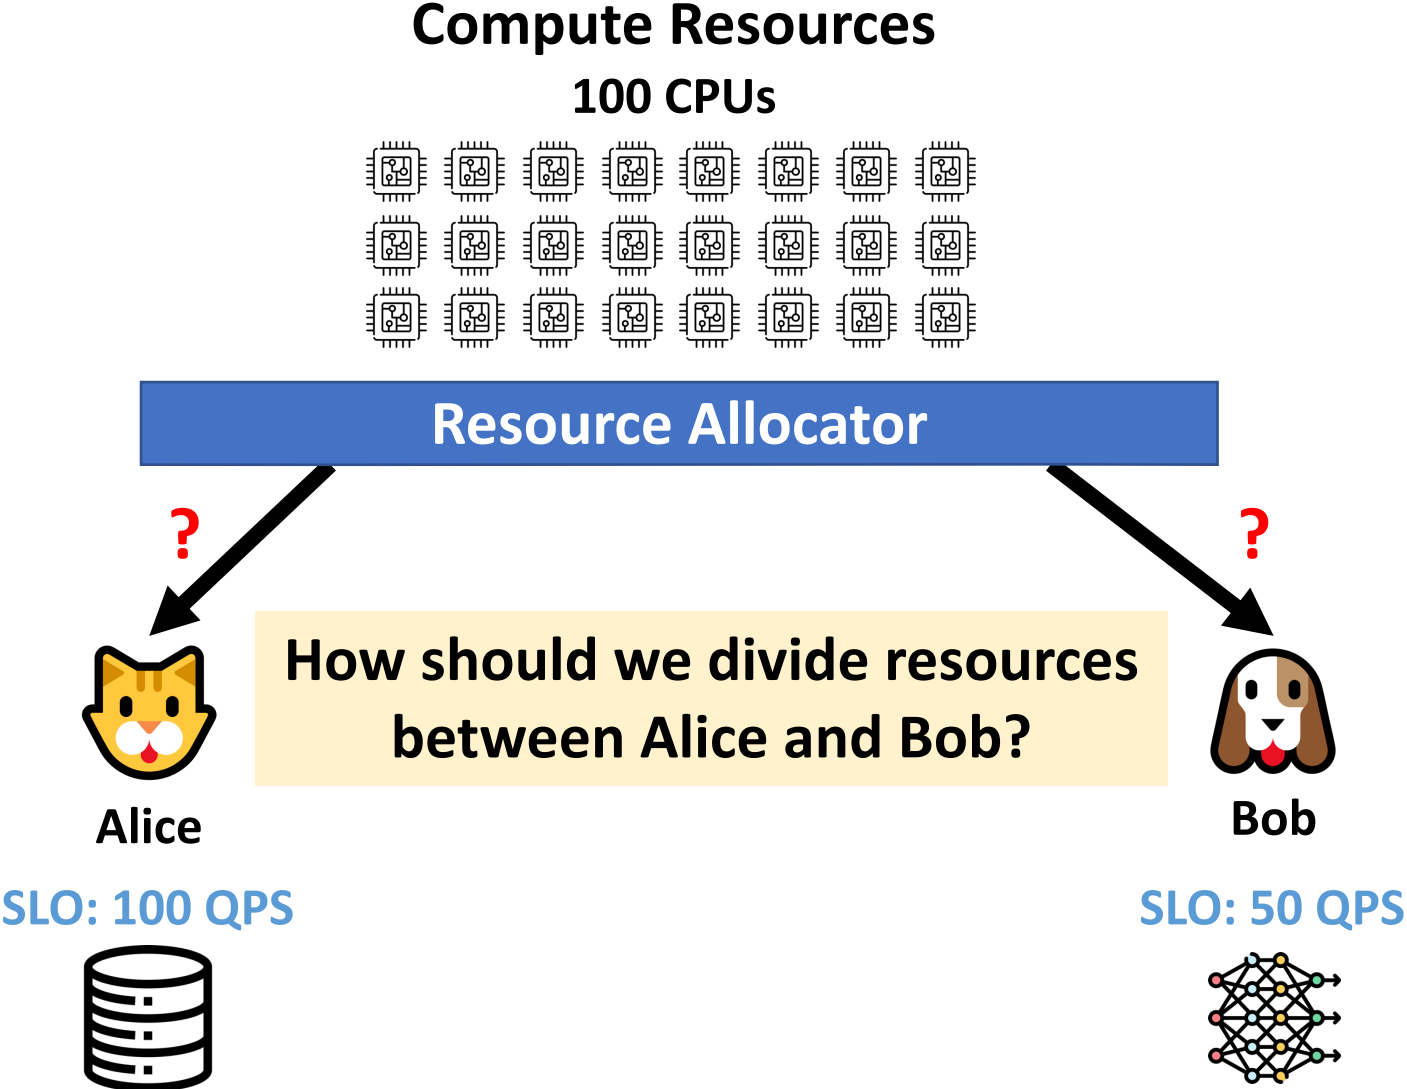 Compute Resources
100 CPUs
Resource Allocator
?
?
How should we divide resources
between Alice and Bob?
Alice
Bob
SLO: 100 QPS
SLO: 50 QPS